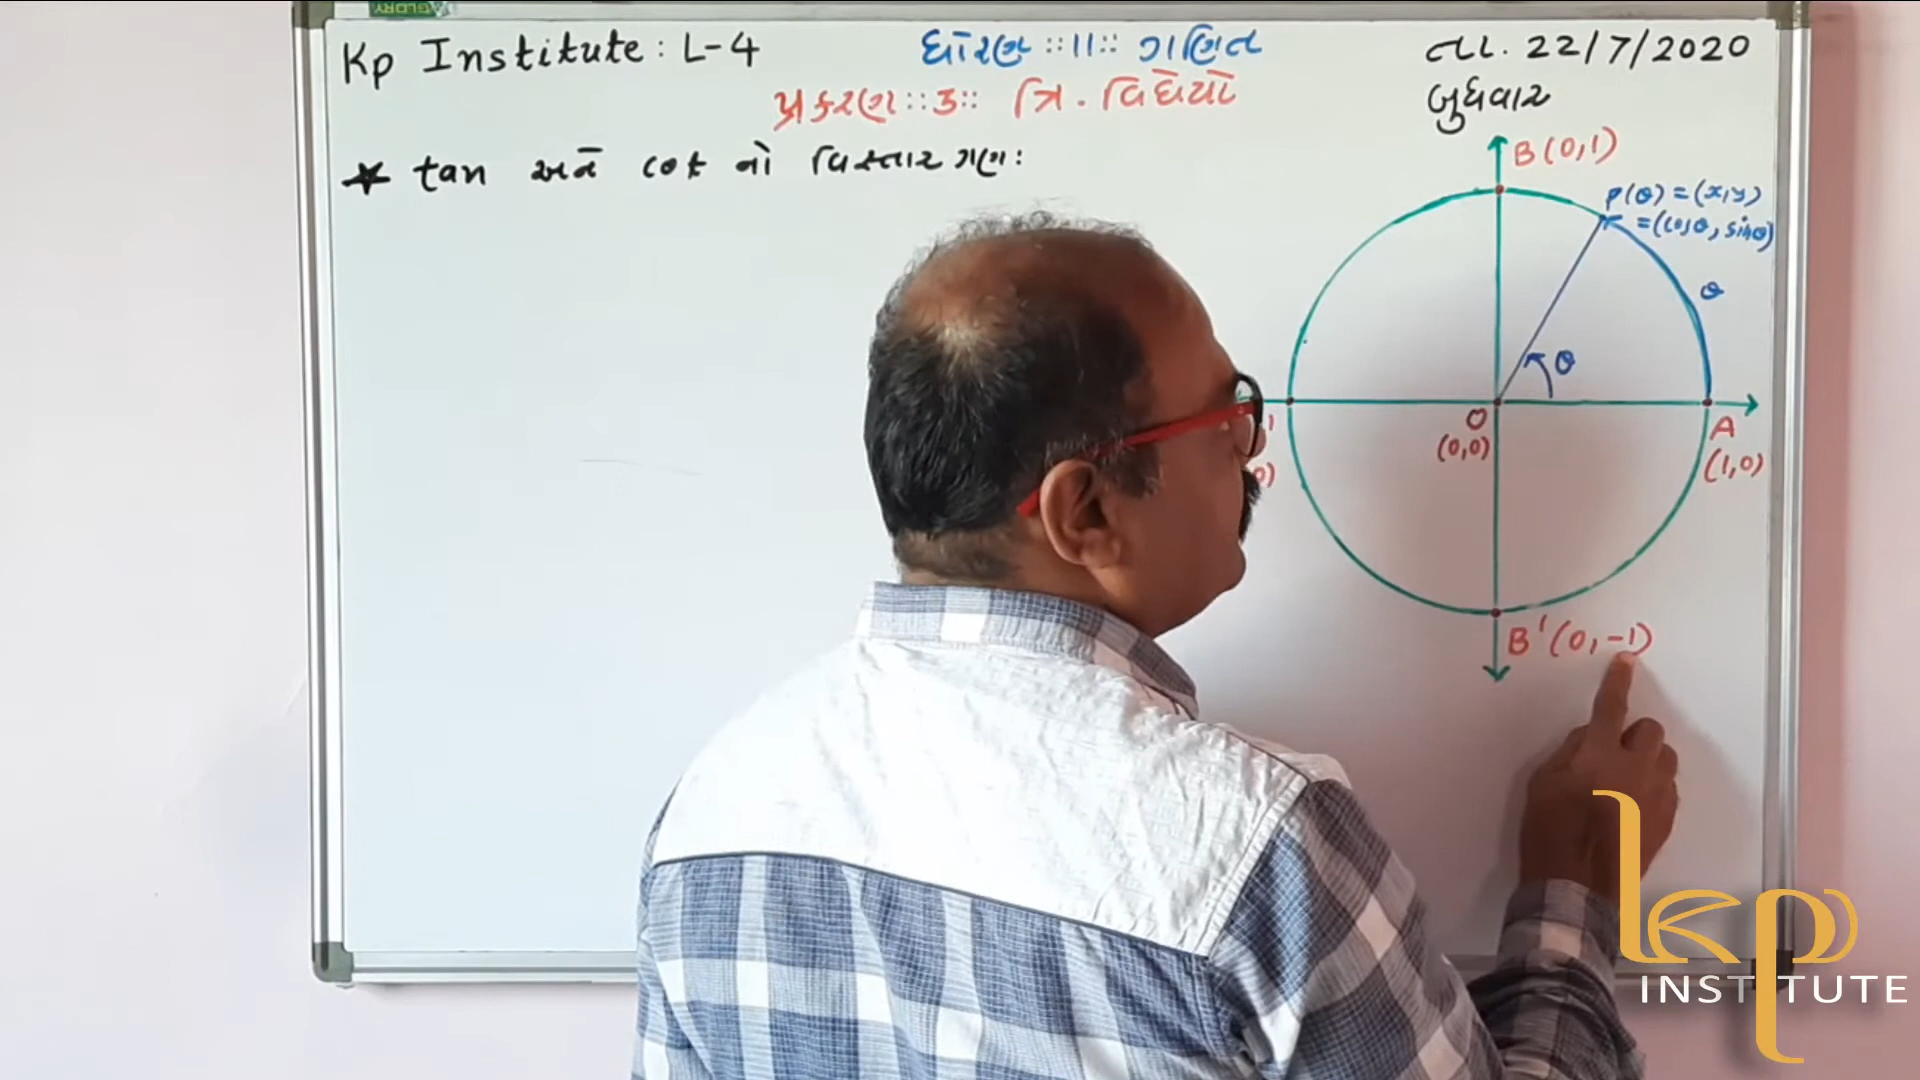 GLORY
Kp Institute: L-4
ધોરણ ::11:: ગણિત
તા. 22/7/2020
બુધવાર
પ્રકરણ::3:: ત્રિ. વિધેયો
★ tan અને cot નો વિસ્તાર ગણ:
B(0,1)
P(θ) = (x,y)
= (cosθ, sinθ)
θ
θ
O
(0,0)
A
(1,0)
B'(0,-1)
kp
INSTITUTE